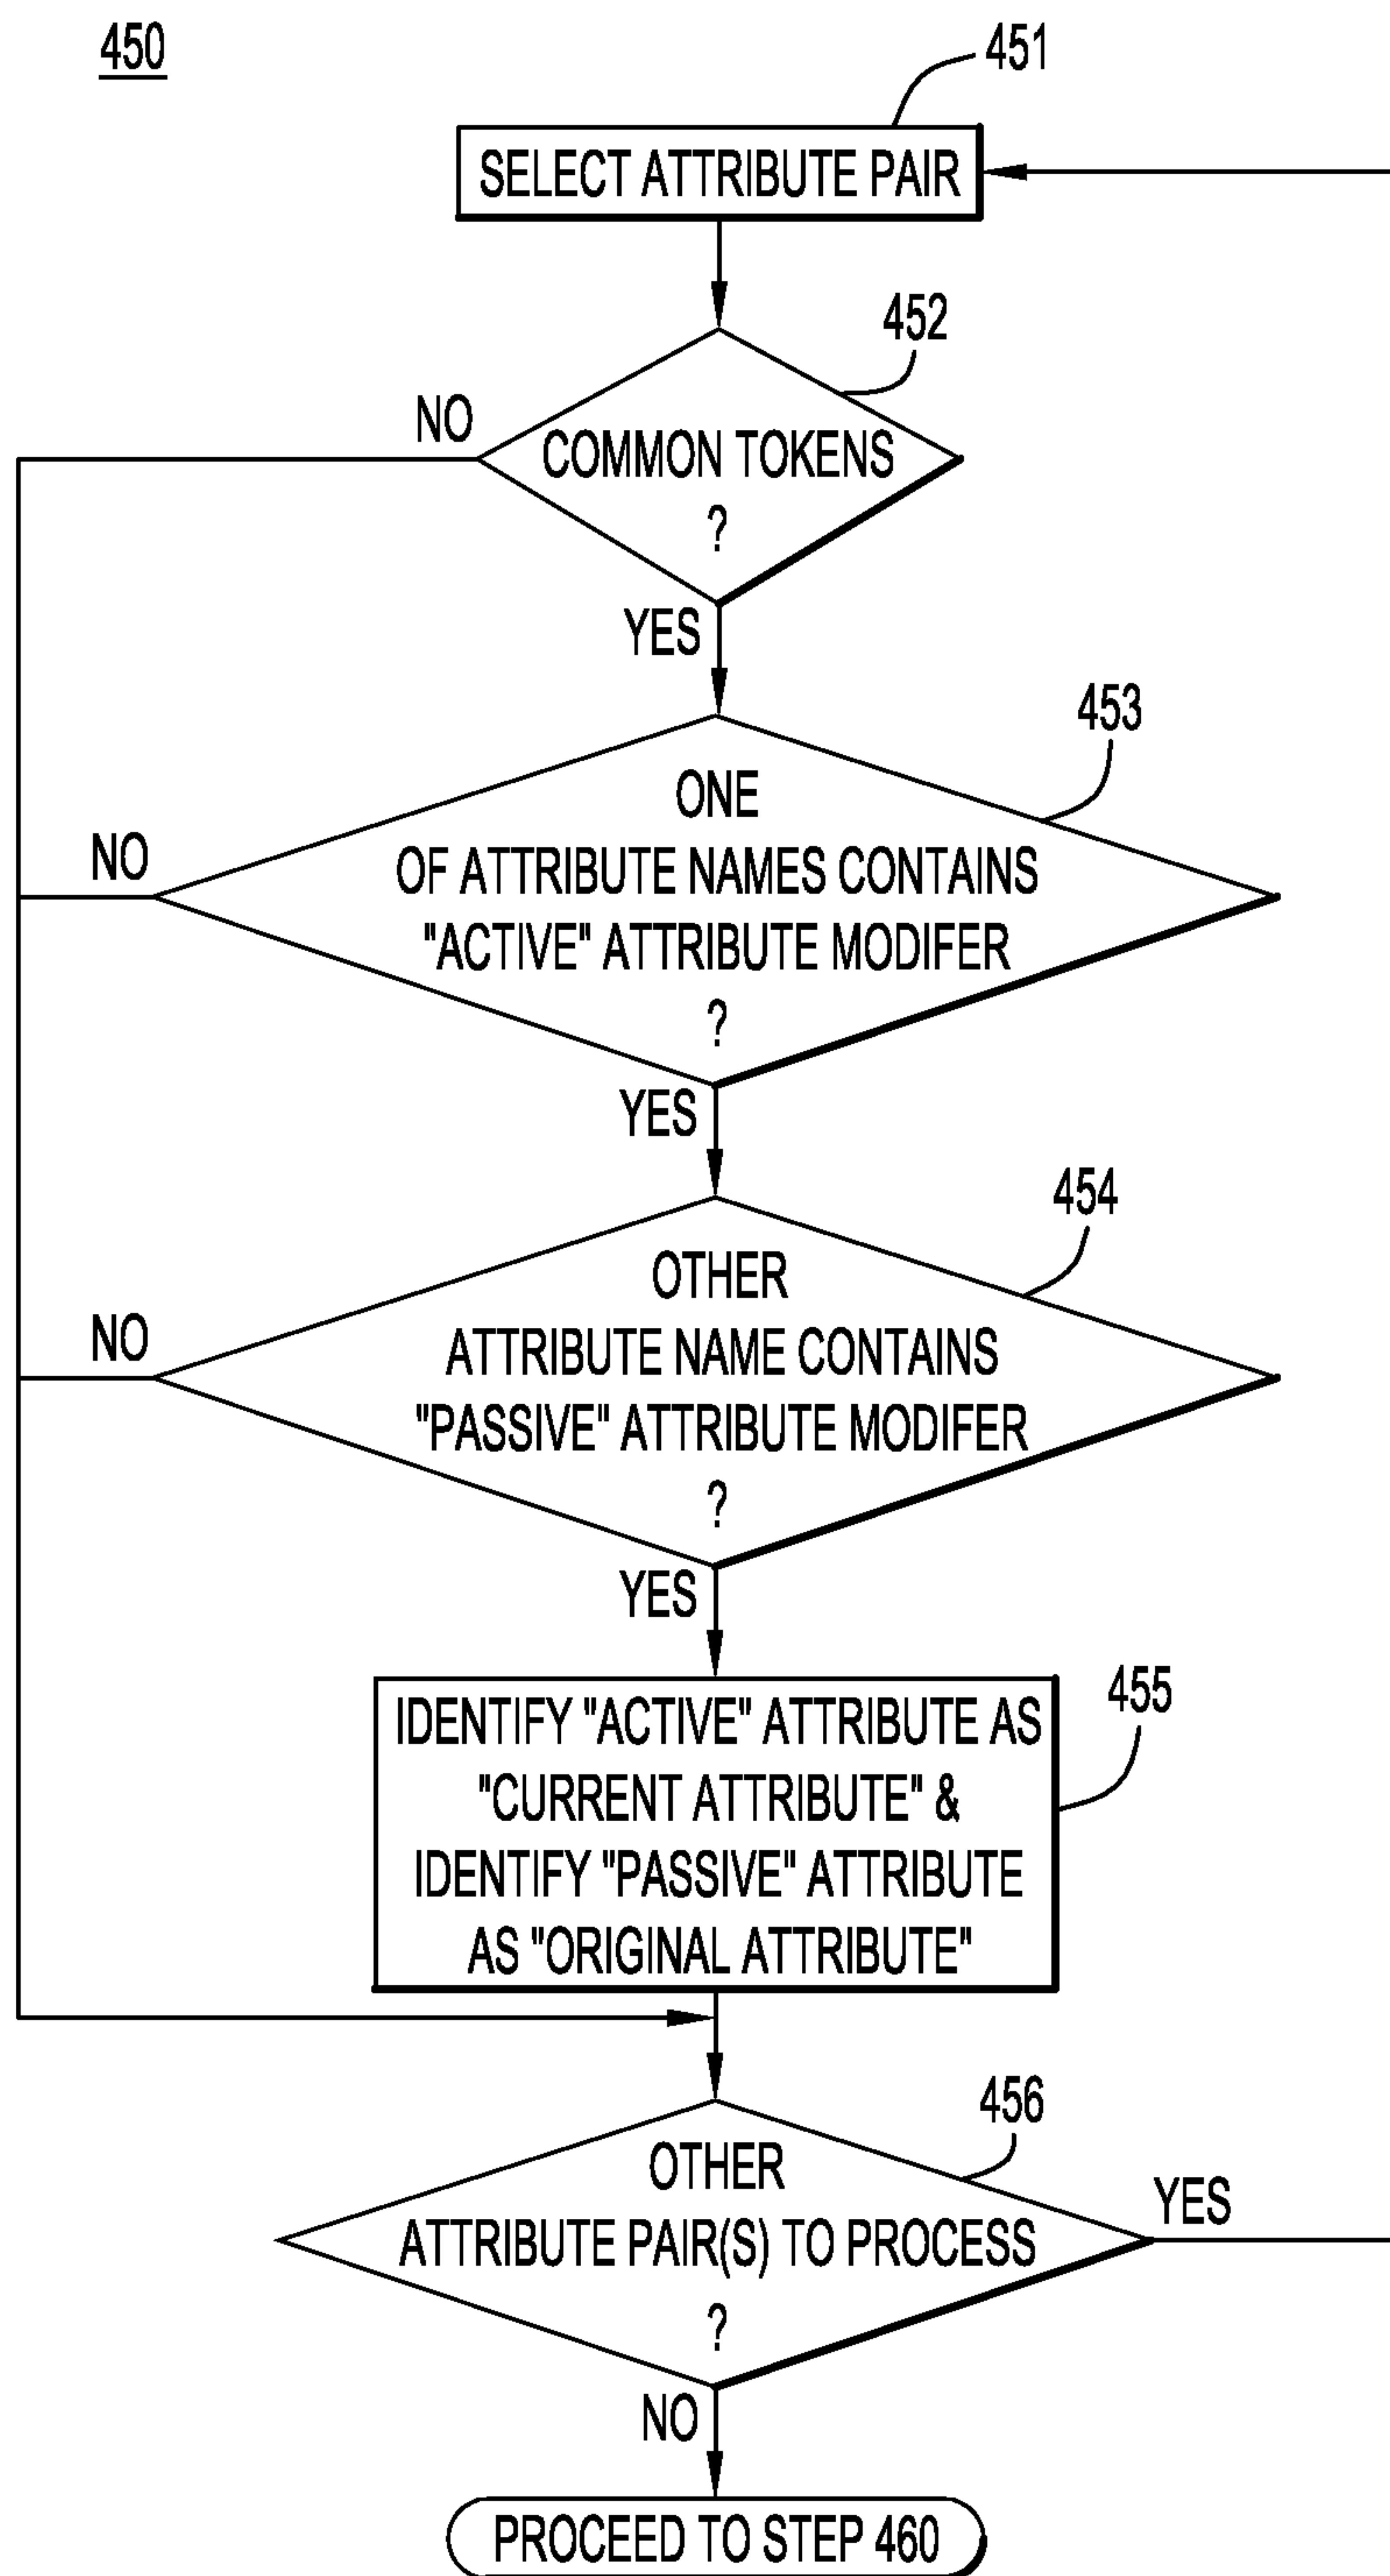 450
451
SELECT ATTRIBUTE PAIR
452
NO
COMMON TOKENS
?
YES
453
ONE
NO
OF ATTRIBUTE NAMES CONTAINS
"ACTIVE" ATTRIBUTE MODIFER
?
YES
454
OTHER
NO
ATTRIBUTE NAME CONTAINS
"PASSIVE" ATTRIBUTE MODIFER
?
YES
455
IDENTIFY "ACTIVE" ATTRIBUTE AS
"CURRENT ATTRIBUTE" &
IDENTIFY "PASSIVE" ATTRIBUTE
AS "ORIGINAL ATTRIBUTE"
456
OTHER
YES
ATTRIBUTE PAIR(S) TO PROCESS
?
NO
PROCEED TO STEP 460